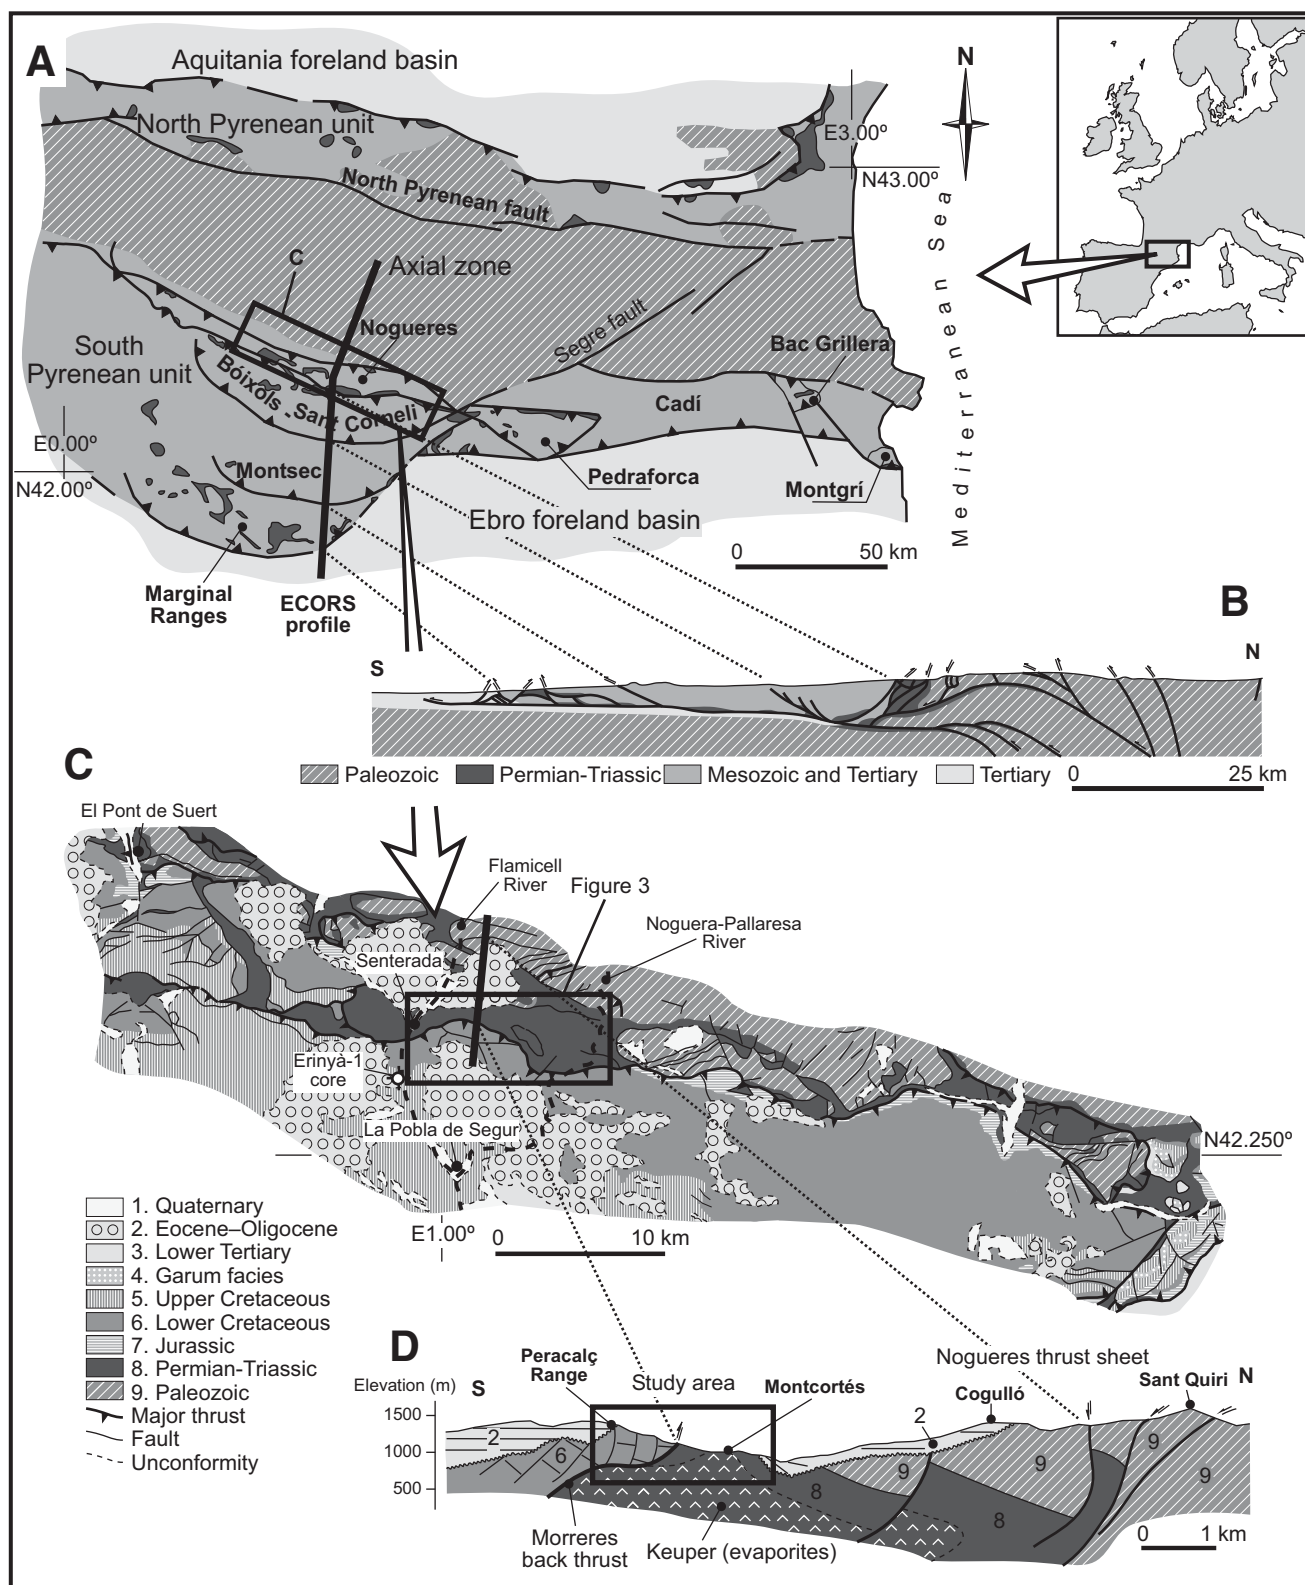 A
Aquitania foreland basin
North Pyrenean unit
North Pyrenean fault
N
E3.00º
N43.00º
C
Axial zone
Nogueres
South
Pyrenean unit
Bóixols - Sant Corneli
Segre fault
Bac Grillera
Cadí
E0.00º
N42.00º
Montsec
Pedraforca
Montgrí
Ebro foreland basin
Mediterranean Sea
0 50 km
Marginal
Ranges
ECORS
profile
B
S
N
Paleozoic
Permian-Triassic
Mesozoic and Tertiary
Tertiary
0 25 km
C
El Pont de Suert
Flamicell
River
Figure 3
Noguera-Pallaresa
River
Senterada
Erinyà-1
core
La Pobla de Segur
N42.250º
E1.00º
0 10 km
1. Quaternary
2. Eocene–Oligocene
3. Lower Tertiary
4. Garum facies
5. Upper Cretaceous
6. Lower Cretaceous
7. Jurassic
8. Permian-Triassic
9. Paleozoic
Major thrust
Fault
Unconformity
D
Elevation (m)
S
Peracalç
Range
Study area
Montcortés
Nogueres thrust sheet
Cogulló
Sant Quiri
N
1500
1000
500
2
6
2
8
9
9
8
9
9
Morreres
back thrust
Keuper (evaporites)
0 1 km